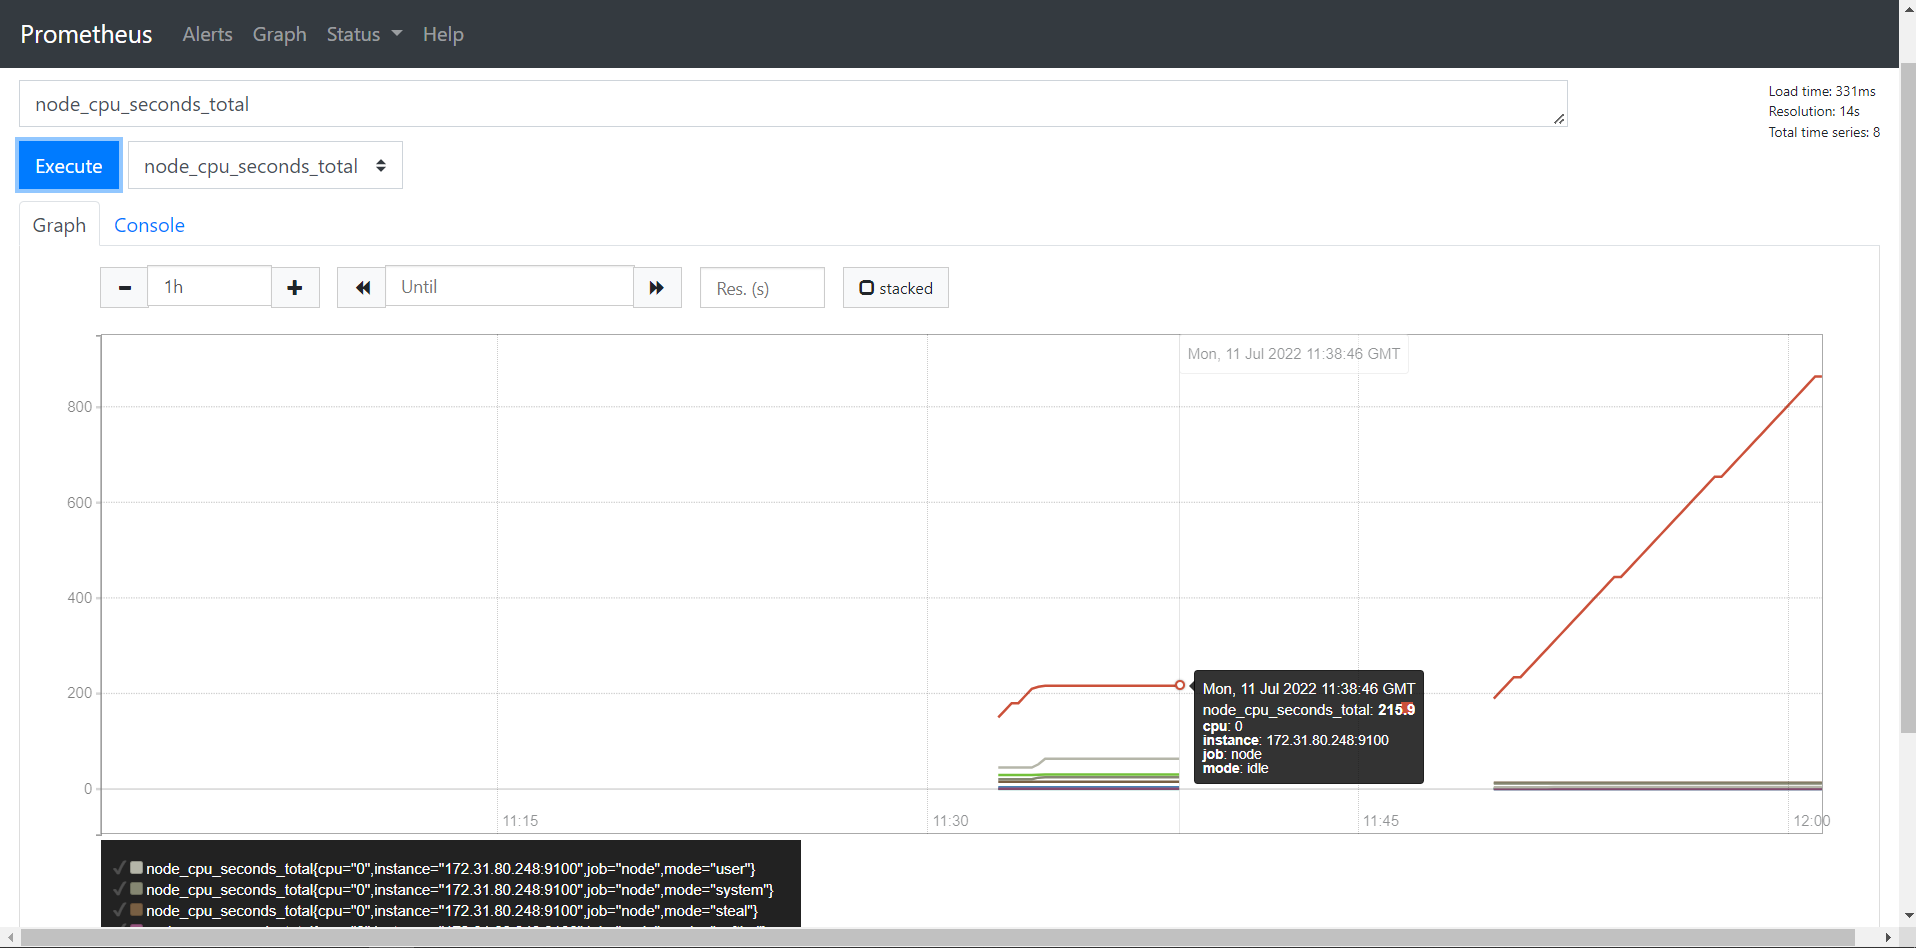 Prometheus Alerts Graph Status Help
node_cpu_seconds_total
Load time: 331ms
Resolution: 14s
Total time series: 8
Execute node_cpu_seconds_total
Graph Console
1h Until Res. (s) stacked
Mon, 11 Jul 2022 11:38:46 GMT
800
600
400
200
0
Mon, 11 Jul 2022 11:38:46 GMT
node_cpu_seconds_total: 215.9
cpu: 0
instance: 172.31.80.248:9100
job: node
mode: idle
11:15 11:30 11:45 12:00
node_cpu_seconds_total{cpu="0",instance="172.31.80.248:9100",job="node",mode="user"}
node_cpu_seconds_total{cpu="0",instance="172.31.80.248:9100",job="node",mode="system"}
node_cpu_seconds_total{cpu="0",instance="172.31.80.248:9100",job="node",mode="steal"}